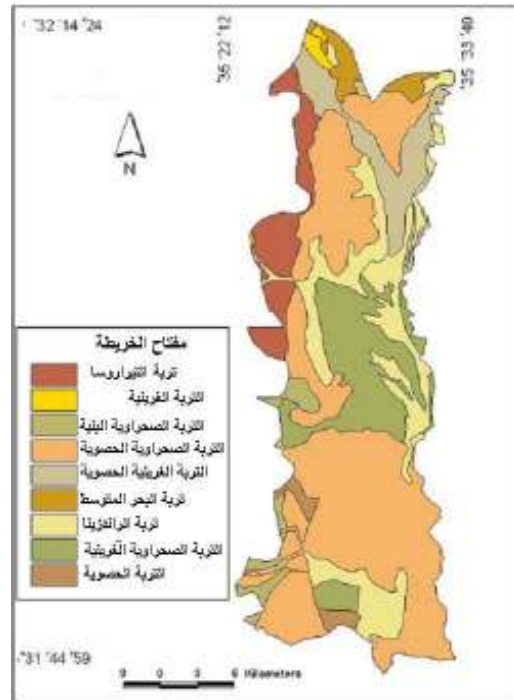 °32 14 24
°35 22 12
°35 33 40
N
مفتاح الخريطة
تربة التيراروسا
التربة الغرينية
التربة الصحراوية البنية
التربة الصحراوية الحصوية
التربة الغرينية الحصوية
تربة البحر المتوسط
تربة الراندزينا
التربة الصحراوية الغرينية
التربة الحصوية
°31 44 59
0 3 6 Kilometers